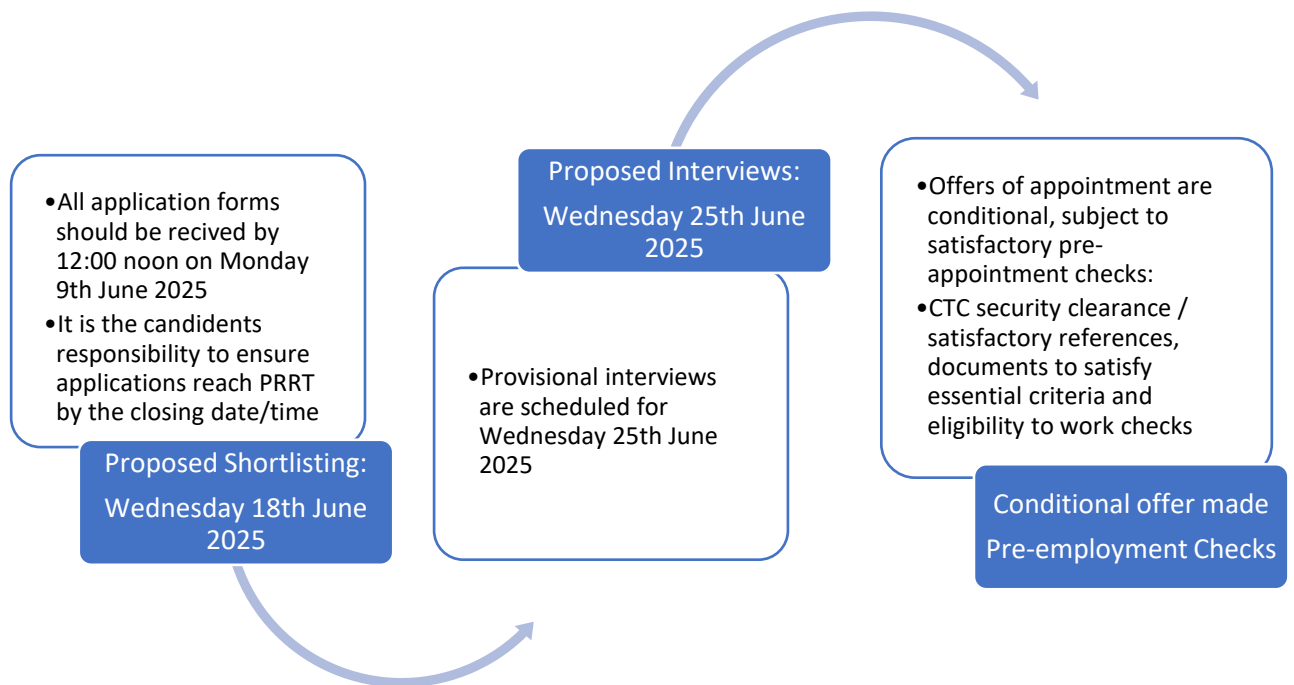 •All application forms
should be recived by
12:00 noon on Monday
9th June 2025
•It is the candidents
responsibility to ensure
applications reach PRRT
by the closing date/time
Proposed Shortlisting:
Wednesday 18th June
2025
Proposed Interviews:
Wednesday 25th June
2025
•Provisional interviews
are scheduled for
Wednesday 25th June
2025
•Offers of appointment are
conditional, subject to
satisfactory pre-
appointment checks:
•CTC security clearance /
satisfactory references,
documents to satisfy
essential criteria and
eligibility to work checks
Conditional offer made
Pre-employment Checks